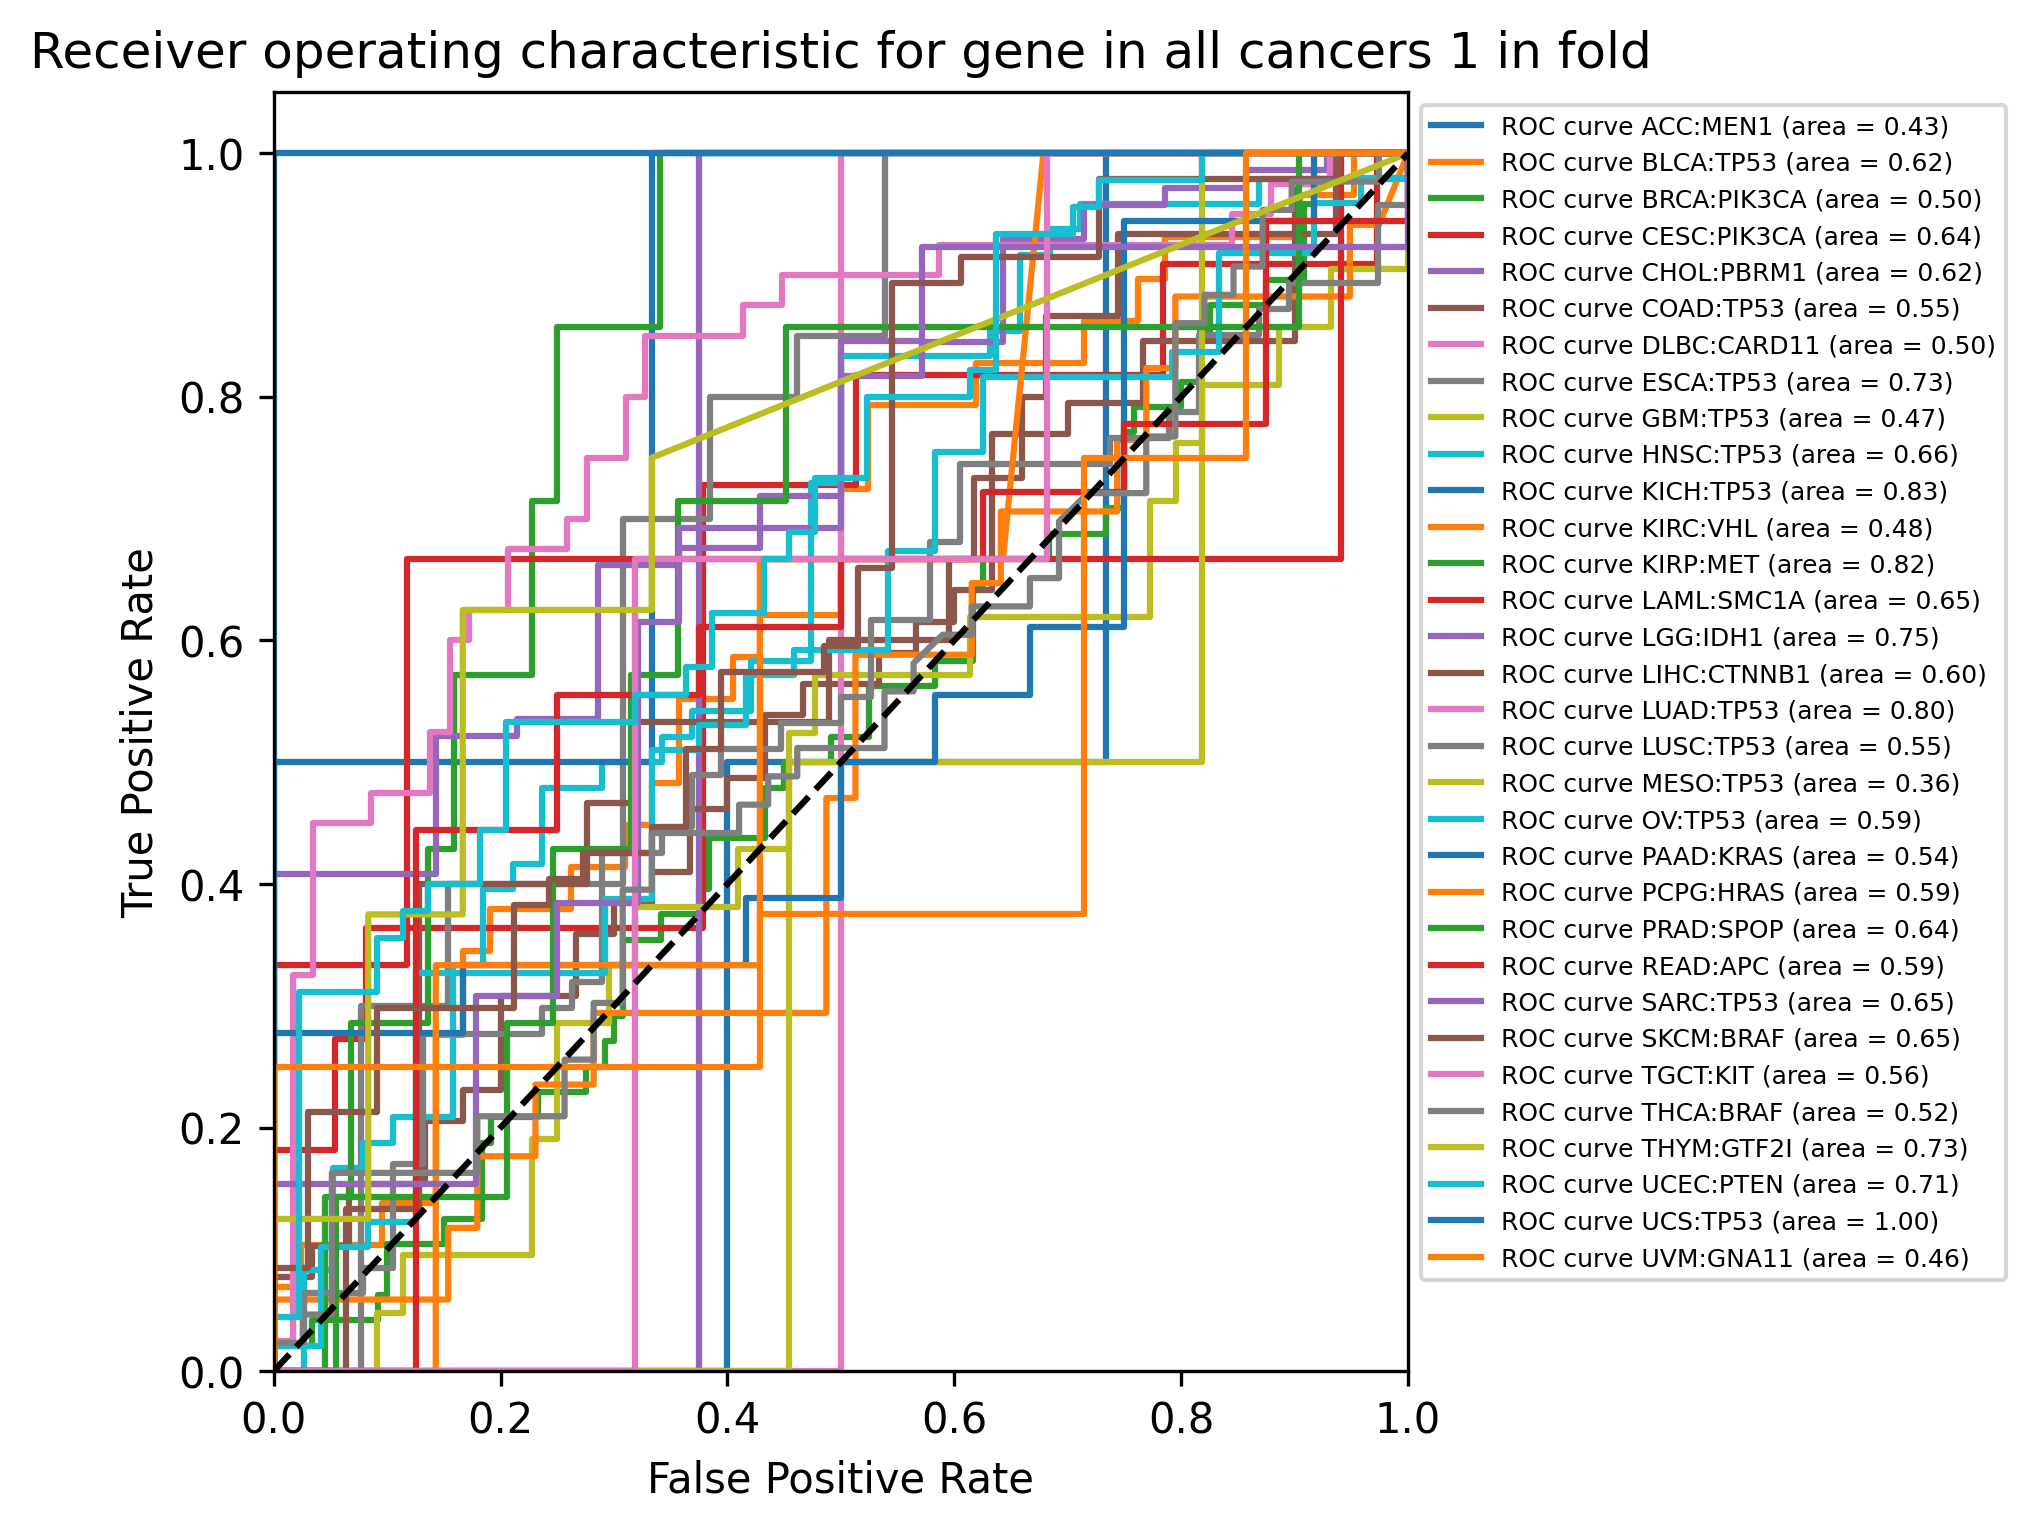 Receiver operating characteristic for gene in all cancers 1 in fold
True Positive Rate
1.0
0.8
0.6
0.4
0.2
0.0
0.0 0.2 0.4 0.6 0.8 1.0
False Positive Rate
ROC curve ACC:MEN1 (area = 0.43)
ROC curve BLCA:TP53 (area = 0.62)
ROC curve BRCA:PIK3CA (area = 0.50)
ROC curve CESC:PIK3CA (area = 0.64)
ROC curve CHOL:PBRM1 (area = 0.62)
ROC curve COAD:TP53 (area = 0.55)
ROC curve DLBC:CARD11 (area = 0.50)
ROC curve ESCA:TP53 (area = 0.73)
ROC curve GBM:TP53 (area = 0.47)
ROC curve HNSC:TP53 (area = 0.66)
ROC curve KICH:TP53 (area = 0.83)
ROC curve KIRC:VHL (area = 0.48)
ROC curve KIRP:MET (area = 0.82)
ROC curve LAML:SMC1A (area = 0.65)
ROC curve LGG:IDH1 (area = 0.75)
ROC curve LIHC:CTNNB1 (area = 0.60)
ROC curve LUAD:TP53 (area = 0.80)
ROC curve LUSC:TP53 (area = 0.55)
ROC curve MESO:TP53 (area = 0.36)
ROC curve OV:TP53 (area = 0.59)
ROC curve PAAD:KRAS (area = 0.54)
ROC curve PCPG:HRAS (area = 0.59)
ROC curve PRAD:SPOP (area = 0.64)
ROC curve READ:APC (area = 0.59)
ROC curve SARC:TP53 (area = 0.65)
ROC curve SKCM:BRAF (area = 0.65)
ROC curve TGCT:KIT (area = 0.56)
ROC curve THCA:BRAF (area = 0.52)
ROC curve THYM:GTF2I (area = 0.73)
ROC curve UCEC:PTEN (area = 0.71)
ROC curve UCS:TP53 (area = 1.00)
ROC curve UVM:GNA11 (area = 0.46)